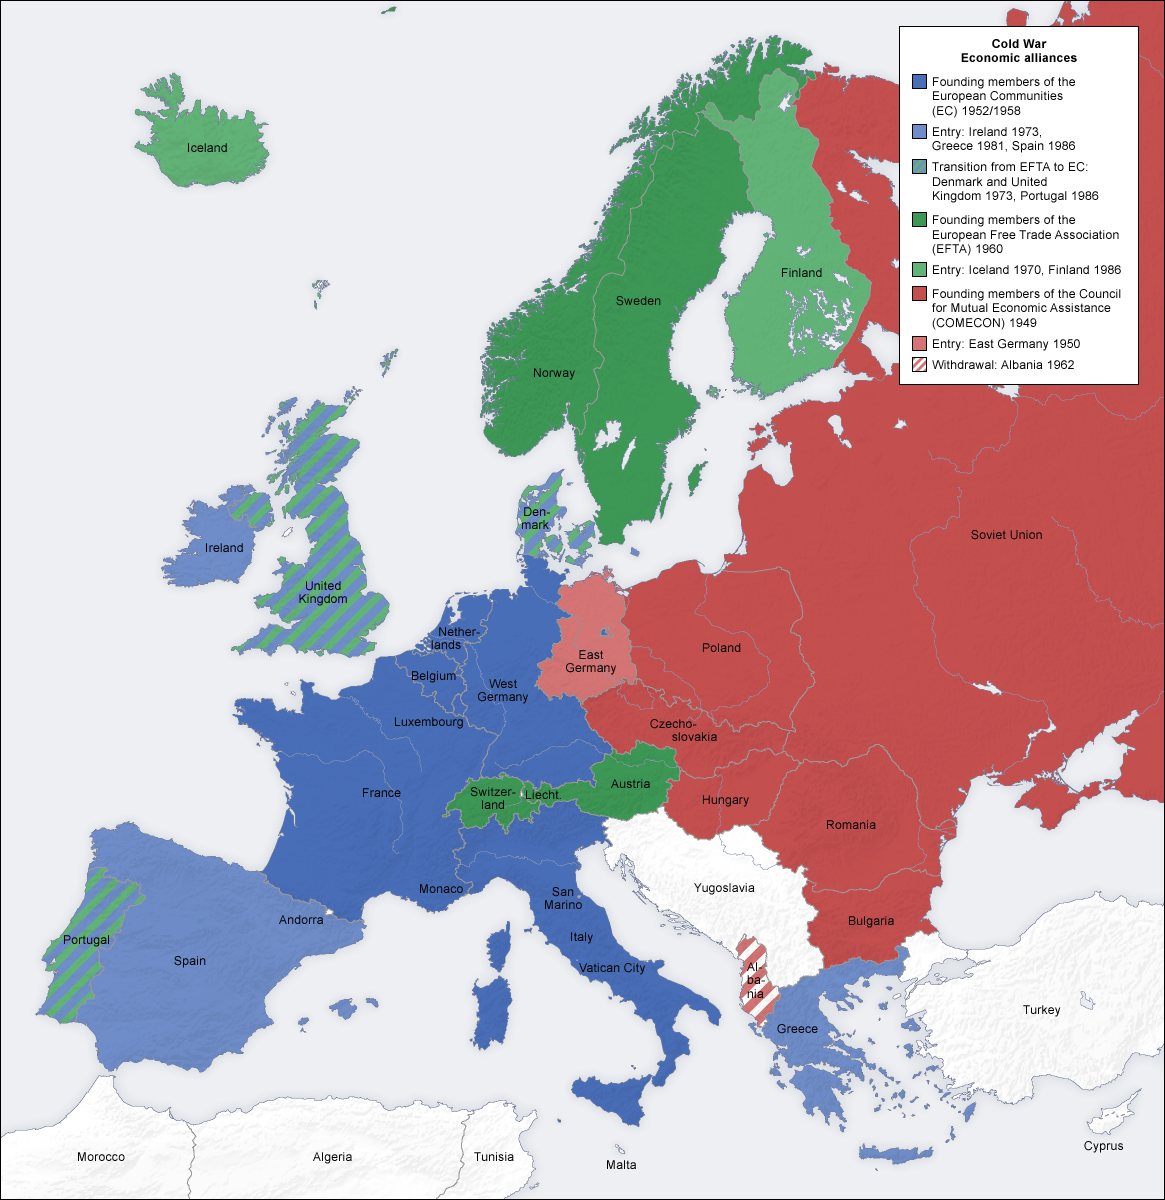 Cold War
Economic alliances
Founding members of the
European Communities
(EC) 1952/1958
Entry: Ireland 1973,
Greece 1981, Spain 1986
Transition from EFTA to EC:
Denmark and United
Kingdom 1973, Portugal 1986
Founding members of the
European Free Trade Association
(EFTA) 1960
Entry: Iceland 1970, Finland 1986
Founding members of the Council
for Mutual Economic Assistance
(COMECON) 1949
Entry: East Germany 1950
Withdrawal: Albania 1962
Iceland
Finland
Sweden
Norway
Den-
mark
Ireland
United
Kingdom
Soviet Union
Nether-
lands
Belgium
Luxembourg
West
Germany
East
Germany
Poland
Czecho-
slovakia
France
Switzer-
land
Liecht.
Austria
Hungary
Romania
Monaco
San
Marino
Yugoslavia
Bulgaria
Andorra
Portugal
Spain
Italy
Vatican City
Al-
ba-
nia
Greece
Turkey
Morocco
Algeria
Tunisia
Malta
Cyprus